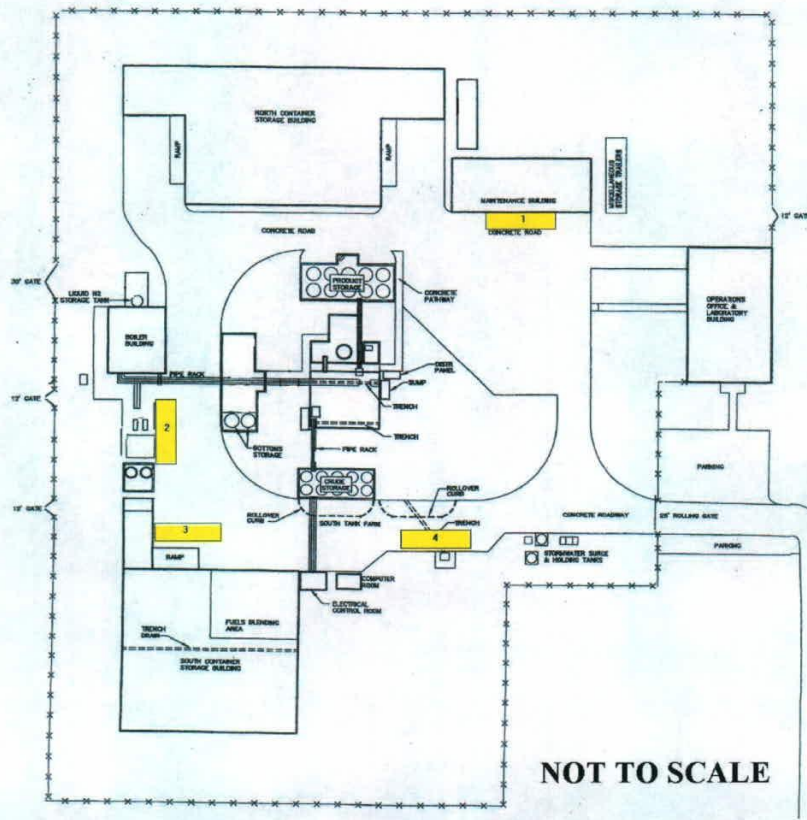 NORTH CONTAINER
STORAGE BUILDING
RAMP
RAMP
MAINTENANCE BUILDING
MISCELLANEOUS
STORAGE TRAILERS
1
CONCRETE ROAD
CONCRETE ROAD
12' GATE
30' GATE
LIQUID N2
STORAGE TANK
PRODUCT
STORAGE
CONCRETE
PATHWAY
OPERATIONS
OFFICE &
LABORATORY
BUILDING
BOILER
BUILDING
PIPE RACK
PANEL
SUMP
TRENCH
13' GATE
2
TRENCH
BOTTOMS
STORAGE
PIPE RACK
PARKING
CRUDE
STORAGE
ROLLOVER
CURB
13' GATE
ROLLOVER
CURB
SOUTH TANK FARM
TRENCH
CONCRETE ROADWAY
25' ROLLING GATE
3
4
PARKING
RAMP
STORMWATER SURGE
& HOLDING TANKS
COMPUTER
ROOM
ELECTRICAL
CONTROL ROOM
FUELS BLENDING
AREA
TRENCH
DRAIN
SOUTH CONTAINER
STORAGE BUILDING
NOT TO SCALE